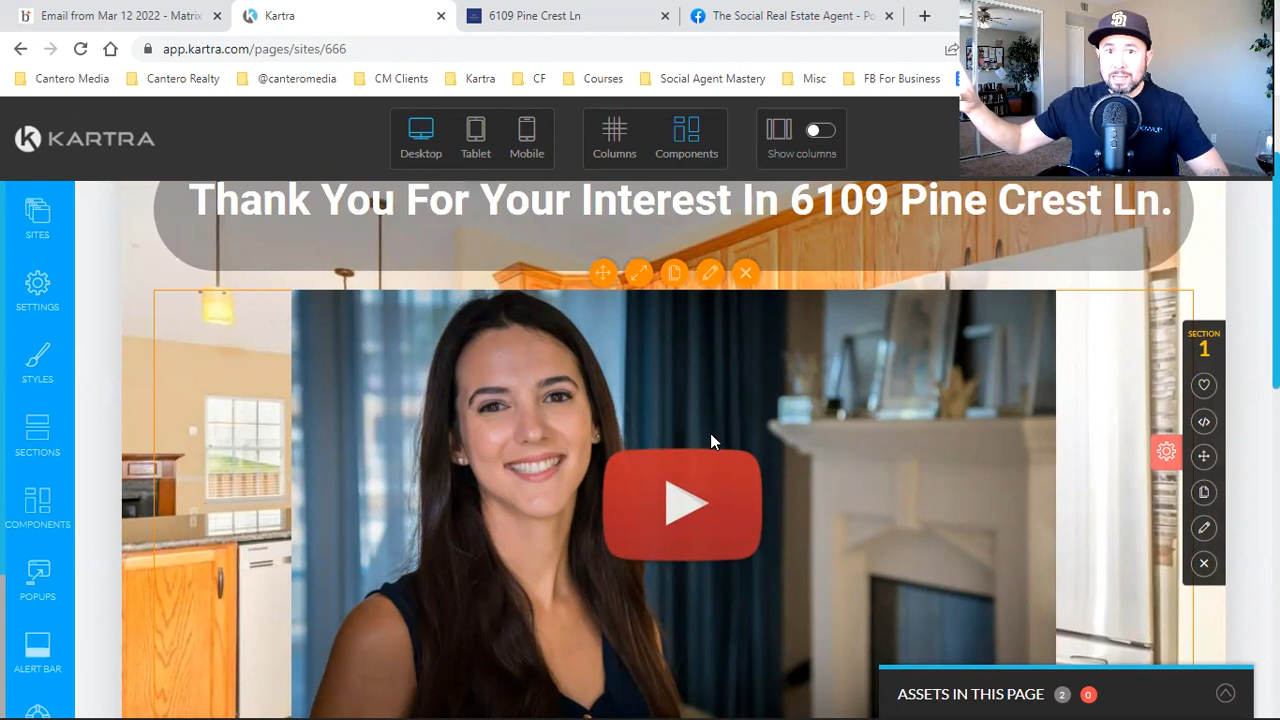 Email from Mar 12 2022 - Matri
Kartra
6109 Pine Crest Ln
The Social Real Estate Agent - Po
app.kartra.com/pages/sites/666
Cantero Media
Cantero Realty
@canteromedia
CM Cli
Kartra
CF
Courses
Social Agent Mastery
Misc
FB For Business
KARTRA
Desktop
Tablet
Mobile
Columns
Components
Show columns
SITES
SETTINGS
STYLES
SECTIONS
COMPONENTS
POPUPS
ALERT BAR
Thank You For Your Interest In 6109 Pine Crest Ln.
SECTION
1
ASSETS IN THIS PAGE 2 0